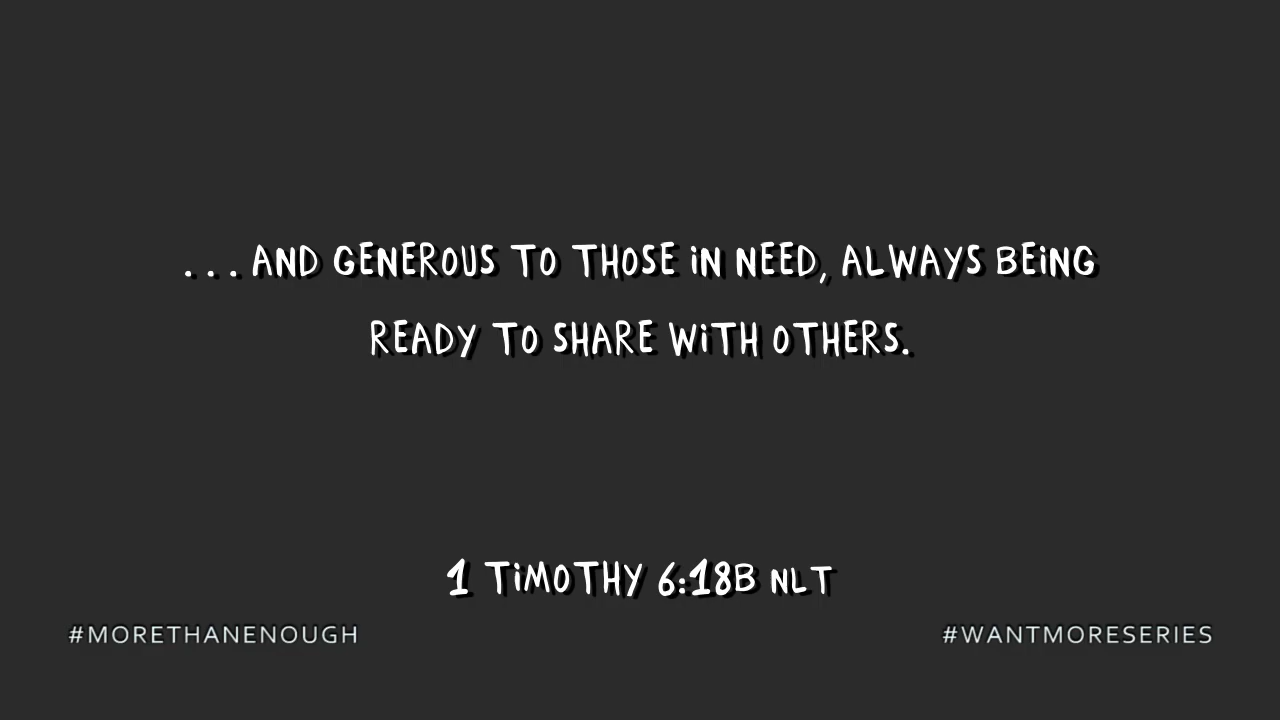 . . . AND GENEROUS TO THOSE IN NEED, ALWAYS BEING
READY TO SHARE WITH OTHERS.
1 TIMOTHY 6:18B NLT
#MORETHANENOUGH
#WANTMORESERIES